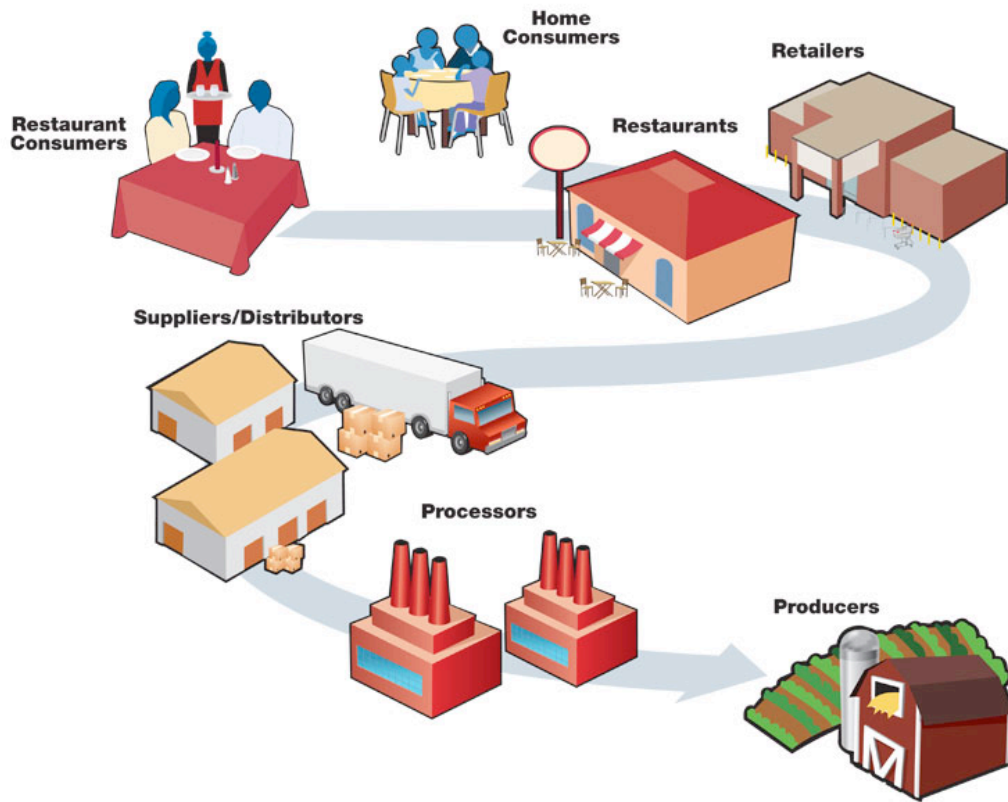 Home
Consumers
Retailers
Restaurant
Consumers
Restaurants
Suppliers/Distributors
Processors
Producers